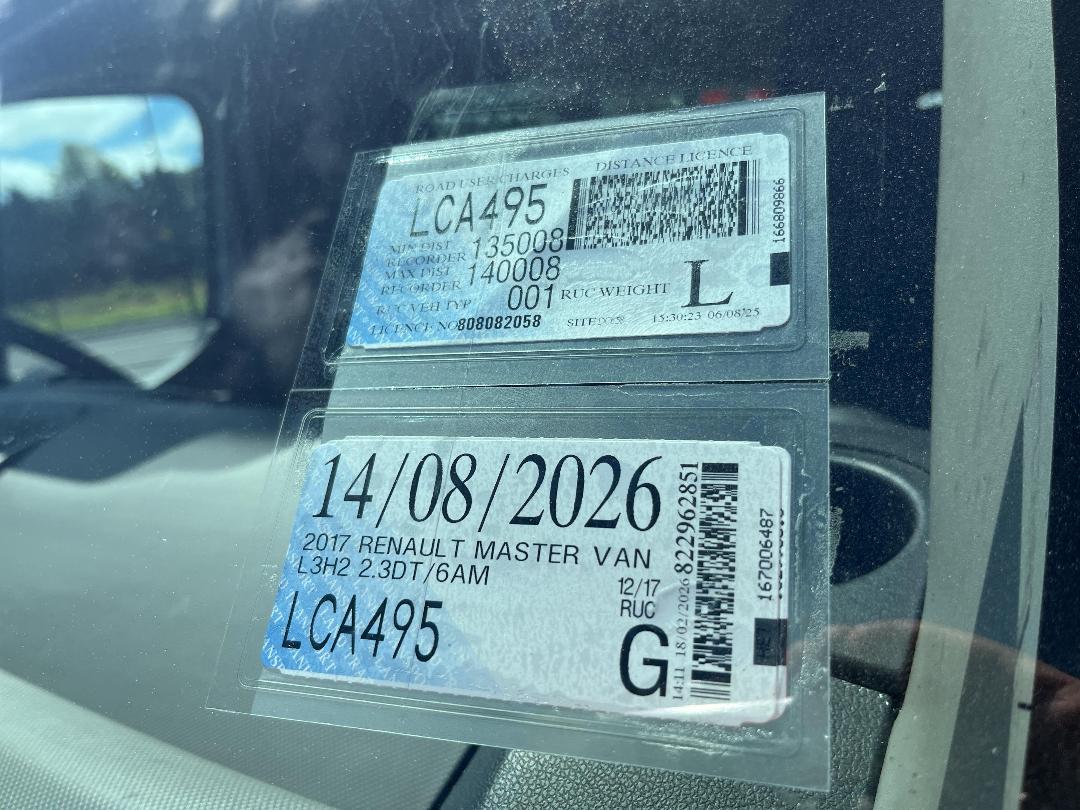 ROAD USER CHARGES DISTANCE LICENCE
LCA495
MIN DIST
RECORDER 135008
MAX DIST
RECORDER 140008
RUC VEH TYP 001 RUC WEIGHT L
LICENCE NO 808082058 SITE 15:30:23 06/08/25
166809866
14/08/2026
2017 RENAULT MASTER VAN
L3H2 2.3DT/6AM
12/17
RUC
LCA495
G
14:11 18/02/2026 822962851
167006487